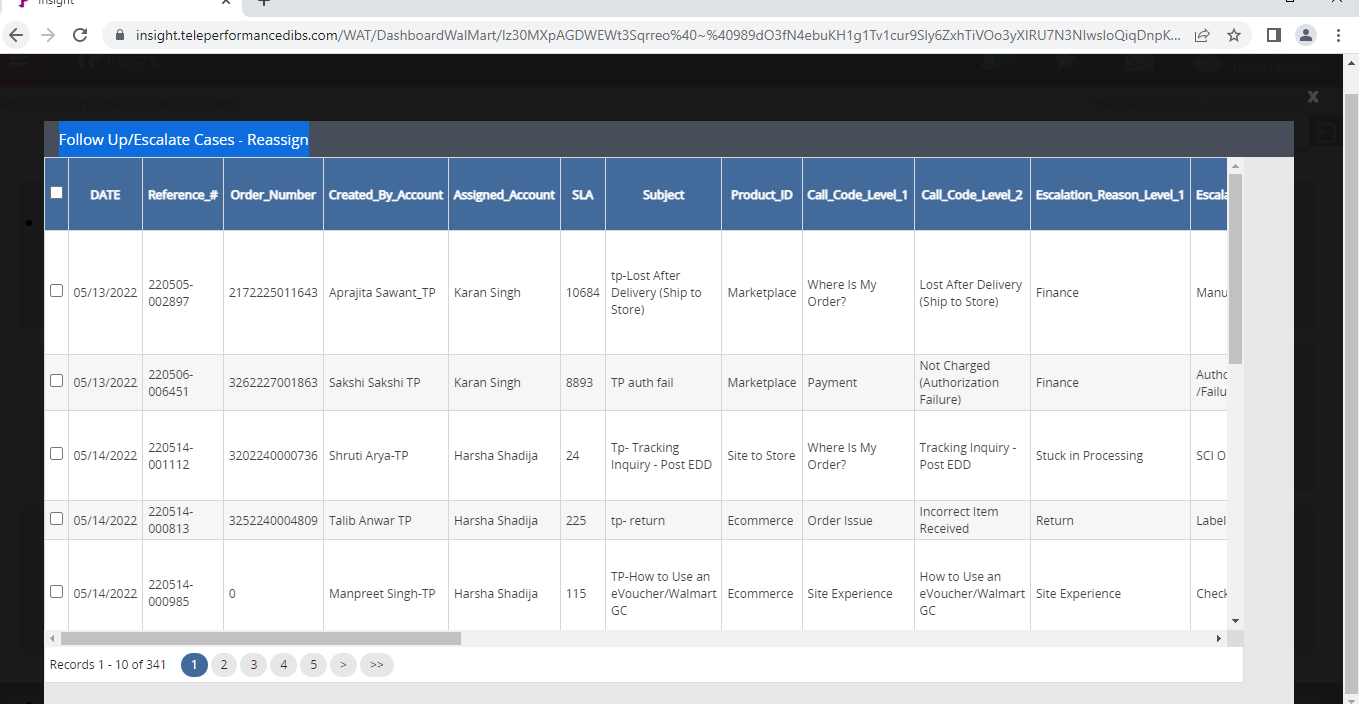 Insight
insight.teleperformancedibs.com/WAT/DashboardWalMart/Iz30MXpAGDWEWt3Sqrreo%40~%40989dO3fN4ebuKH1g1Tv1cur9Sly6ZxhTiVOo3yXIRU7N3NIwsIoQiqDnpK...
TP Insight
X
Follow Up/Escalate Cases - Reassign
DATE Reference_# Order_Number Created_By_Account Assigned_Account SLA Subject Product_ID Call_Code_Level_1 Call_Code_Level_2 Escalation_Reason_Level_1 Escala
05/13/2022 220505-002897 2172225011643 Aprajita Sawant_TP Karan Singh 10684 tp-Lost After Delivery (Ship to Store) Marketplace Where Is My Order? Lost After Delivery (Ship to Store) Finance Manu
05/13/2022 220506-006451 3262227001863 Sakshi Sakshi TP Karan Singh 8893 TP auth fail Marketplace Payment Not Charged (Authorization Failure) Finance Autho /Failu
05/14/2022 220514-001112 3202240000736 Shruti Arya-TP Harsha Shadija 24 Tp- Tracking Inquiry - Post EDD Site to Store Where Is My Order? Tracking Inquiry - Post EDD Stuck in Processing SCI O
05/14/2022 220514-000813 3252240004809 Talib Anwar TP Harsha Shadija 225 tp- return Ecommerce Order Issue Incorrect Item Received Return Label
05/14/2022 220514-000985 0 Manpreet Singh-TP Harsha Shadija 115 TP-How to Use an eVoucher/Walmart GC Ecommerce Site Experience How to Use an eVoucher/Walmart GC Site Experience Check
Records 1 - 10 of 341 1 2 3 4 5 > >>